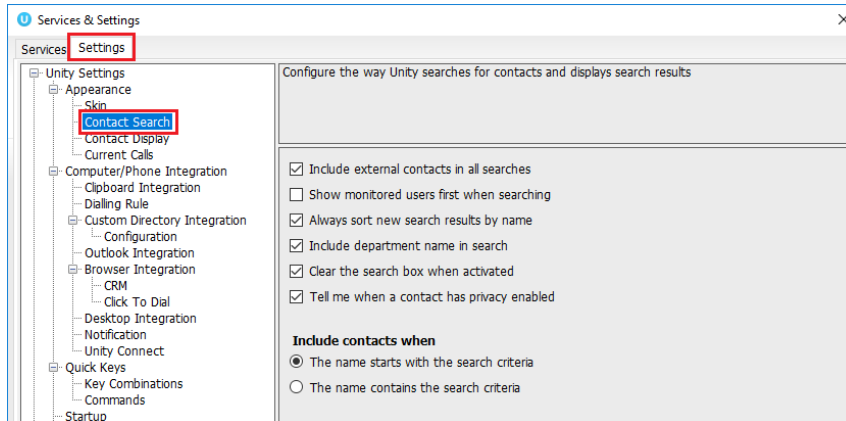 Services & Settings
Services
Settings
Unity Settings
Appearance
Skin
Contact Search
Contact Display
Current Calls
Computer/Phone Integration
Clipboard Integration
Dialling Rule
Custom Directory Integration
Configuration
Outlook Integration
Browser Integration
CRM
Click To Dial
Desktop Integration
Notification
Unity Connect
Quick Keys
Key Combinations
Commands
Startup
Configure the way Unity searches for contacts and displays search results
Include external contacts in all searches
Show monitored users first when searching
Always sort new search results by name
Include department name in search
Clear the search box when activated
Tell me when a contact has privacy enabled
Include contacts when
The name starts with the search criteria
The name contains the search criteria